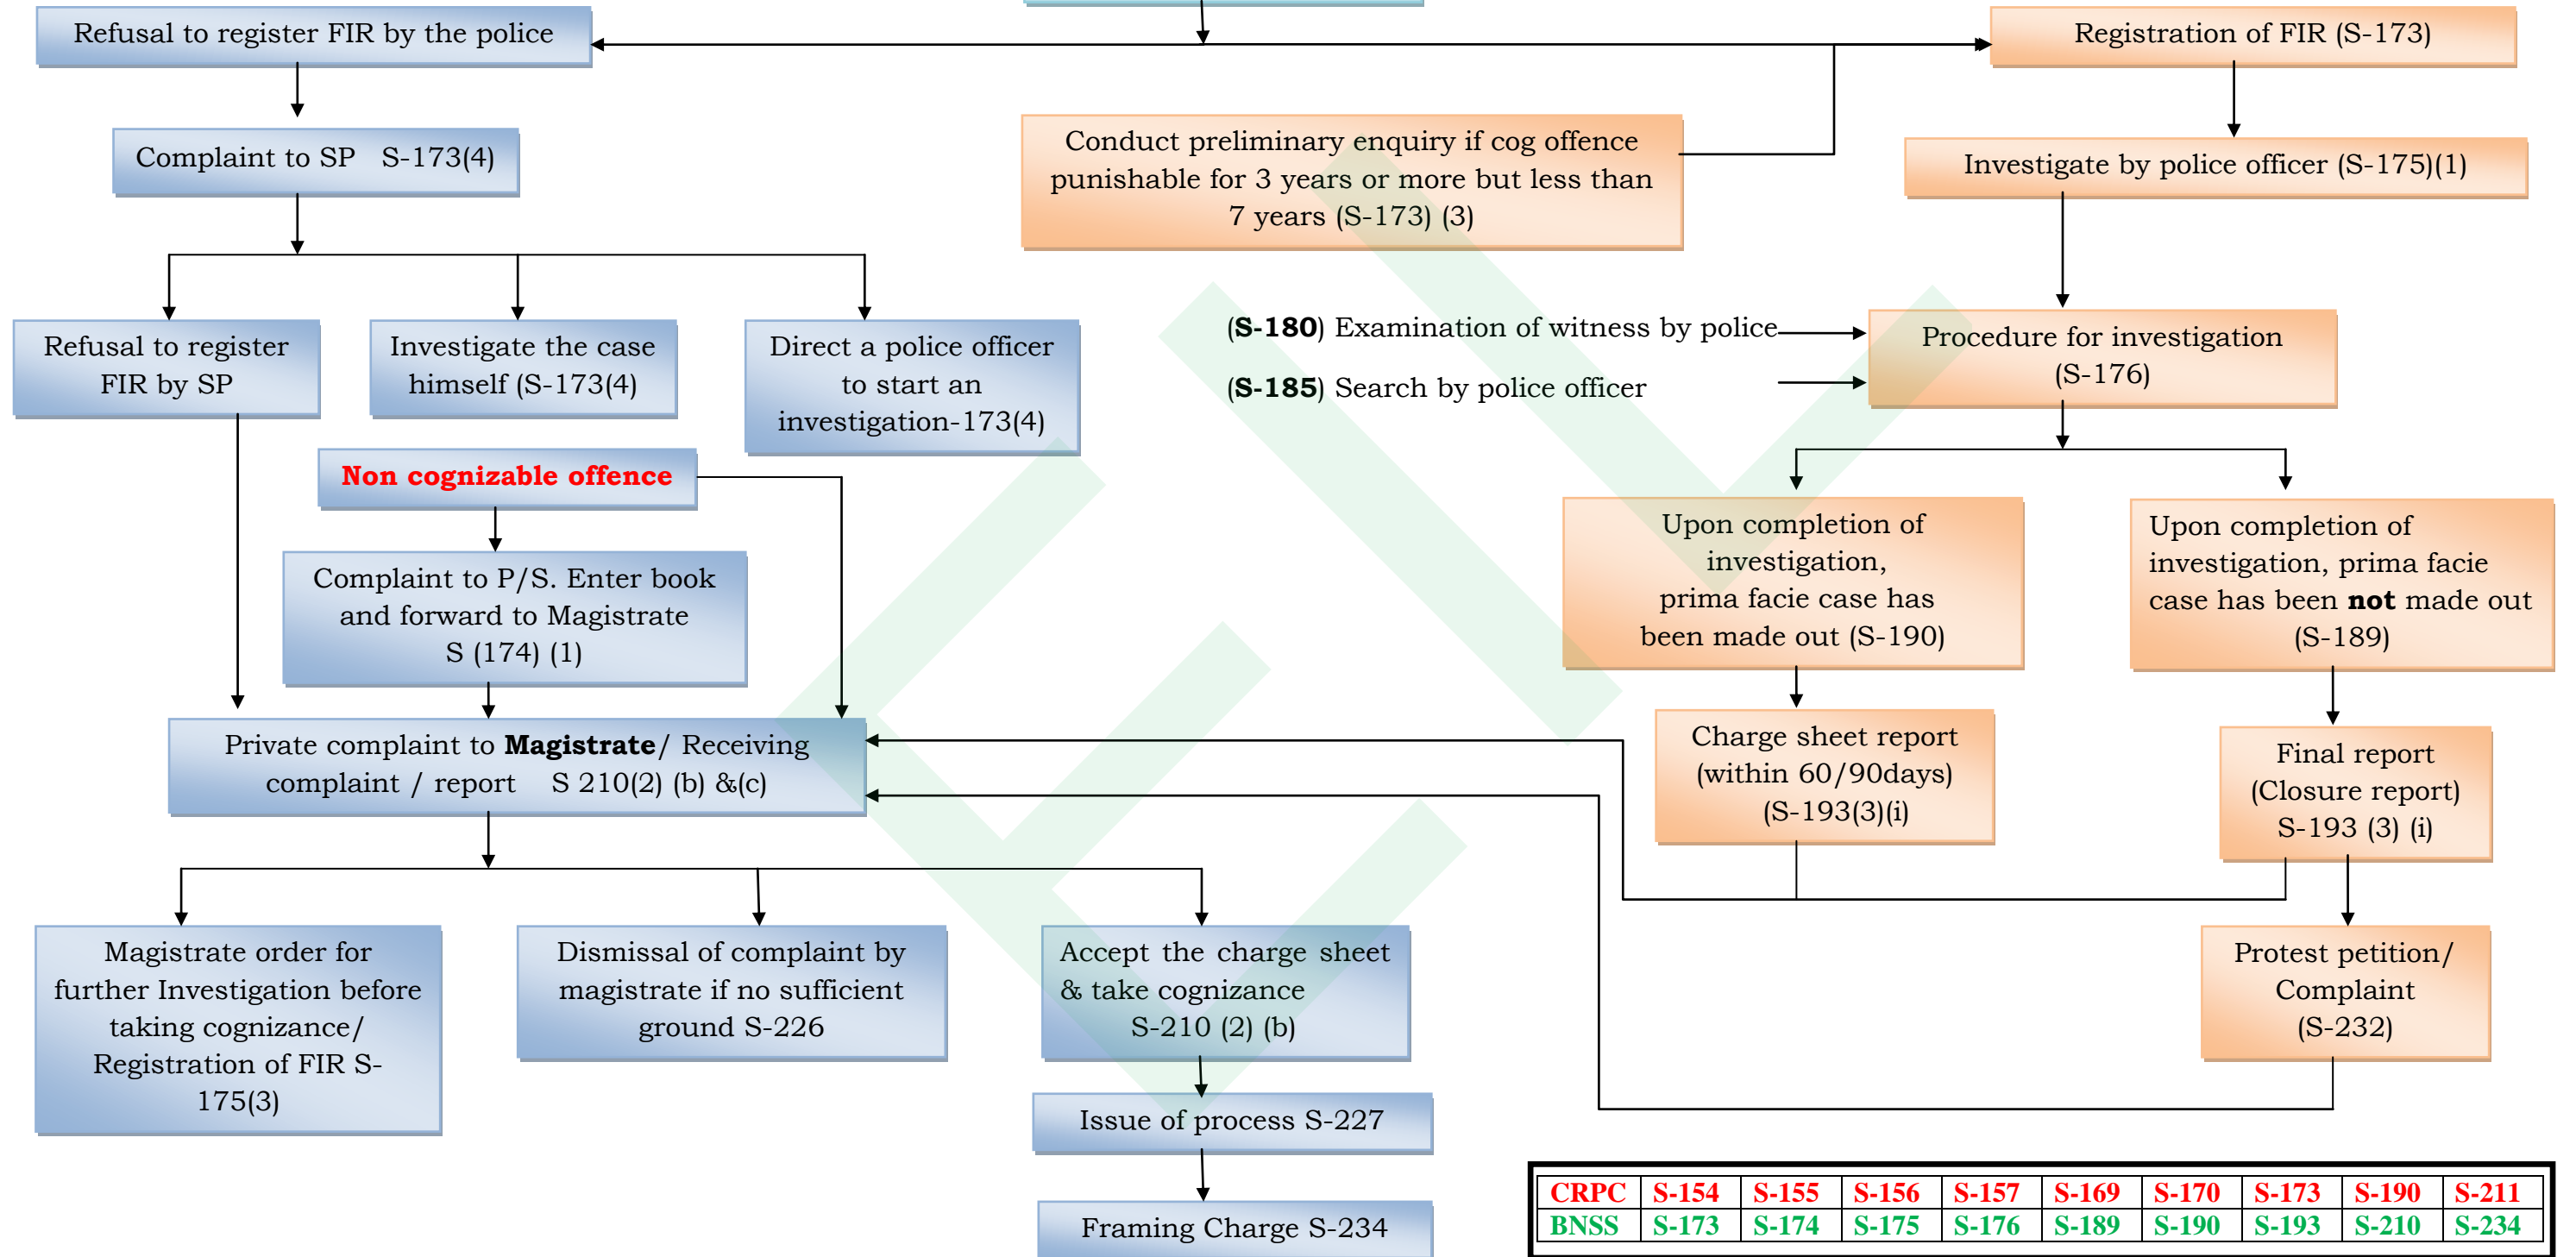 Refusal to register FIR by the police
Registration of FIR (S-173)
Complaint to SP   S-173(4)
Conduct preliminary enquiry if cog offence
punishable for 3 years or more but less than
7 years (S-173) (3)
Investigate by police officer (S-175)(1)
Refusal to register
FIR by SP
Investigate the case
himself (S-173(4)
Direct a police officer
to start an
investigation-173(4)
(S-180) Examination of witness by police
(S-185) Search by police officer
Procedure for investigation
(S-176)
Non cognizable offence
Complaint to P/S. Enter book
and forward to Magistrate
S (174) (1)
Upon completion of
investigation,
prima facie case has
been made out (S-190)
Upon completion of
investigation, prima facie
case has been not made out
(S-189)
Private complaint to Magistrate/ Receiving
complaint / report   S 210(2) (b) &(c)
Charge sheet report
(within 60/90days)
(S-193(3)(i)
Final report
(Closure report)
S-193 (3) (i)
Magistrate order for
further Investigation before
taking cognizance/
Registration of FIR S-
175(3)
Dismissal of complaint by
magistrate if no sufficient
ground S-226
Accept the charge sheet
& take cognizance
S-210 (2) (b)
Protest petition/
Complaint
(S-232)
Issue of process S-227
Framing Charge S-234
CRPC S-154 S-155 S-156 S-157 S-169 S-170 S-173 S-190 S-211
BNSS S-173 S-174 S-175 S-176 S-189 S-190 S-193 S-210 S-234